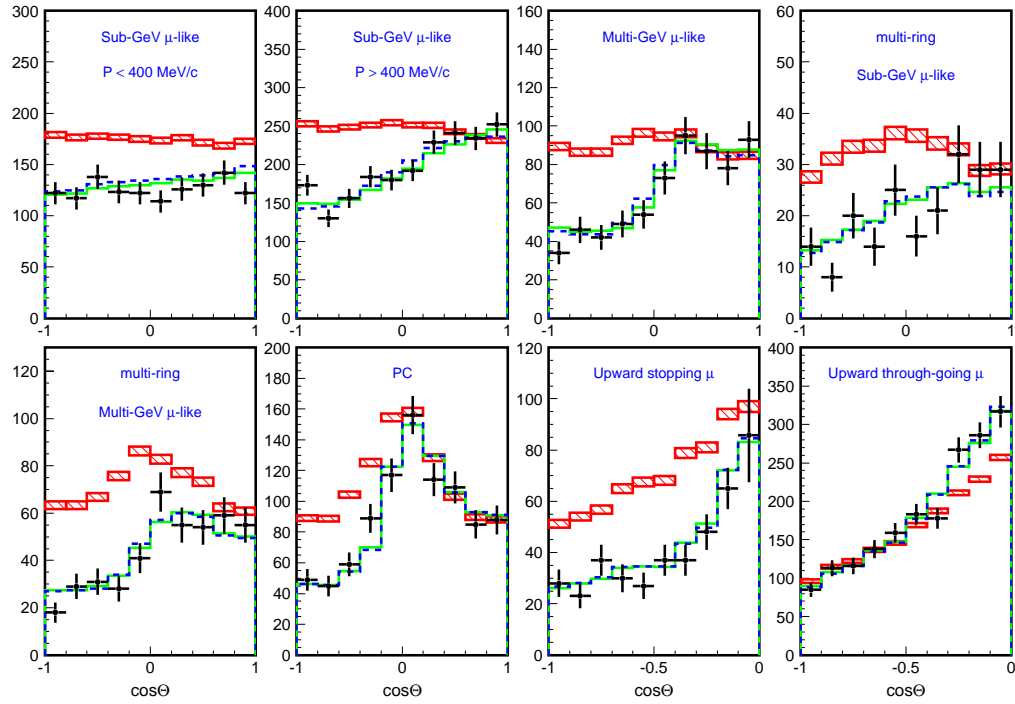 300
250
200
150
100
50
0
-1 0 1
Sub-GeV μ-like
P < 400 MeV/c
400
350
300
250
200
150
100
50
0
-1 0 1
Sub-GeV μ-like
P > 400 MeV/c
160
140
120
100
80
60
40
20
0
-1 0 1
Multi-GeV μ-like
60
50
40
30
20
10
0
-1 0 1
multi-ring
Sub-GeV μ-like
120
100
80
60
40
20
0
-1 0 1
multi-ring
Multi-GeV μ-like
cosΘ
200
180
160
140
120
100
80
60
40
20
0
-1 0 1
PC
cosΘ
120
100
80
60
40
20
0
-1 -0.5 0
Upward stopping μ
cosΘ
400
350
300
250
200
150
100
50
0
-1 -0.5 0
Upward through-going μ
cosΘ